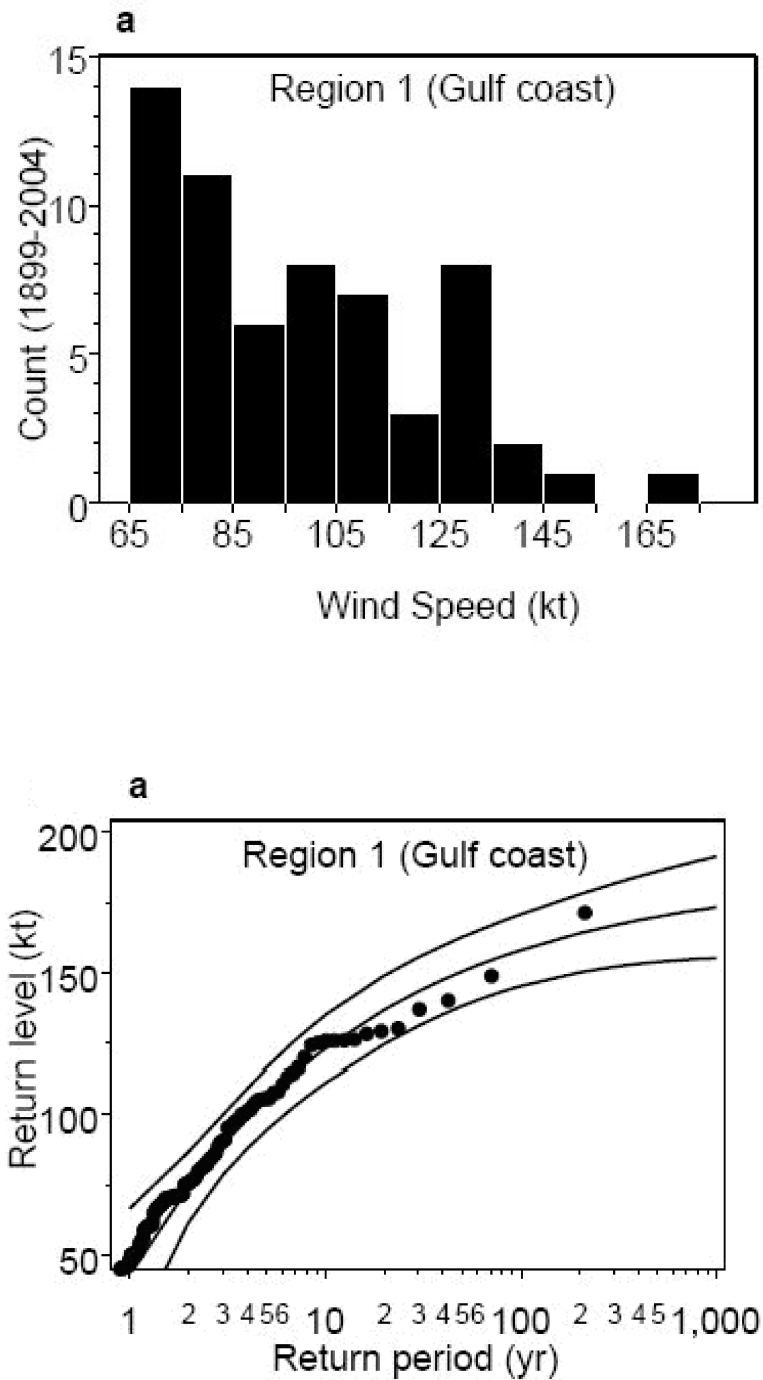 a
Region 1 (Gulf coast)
15
10
5
0
Count (1899-2004)
65 85 105 125 145 165
Wind Speed (kt)
a
Region 1 (Gulf coast)
200
150
100
50
Return level (kt)
1 2 3 4 5 6 10 2 3 4 5 6 100 2 3 4 5 1,000
Return period (yr)